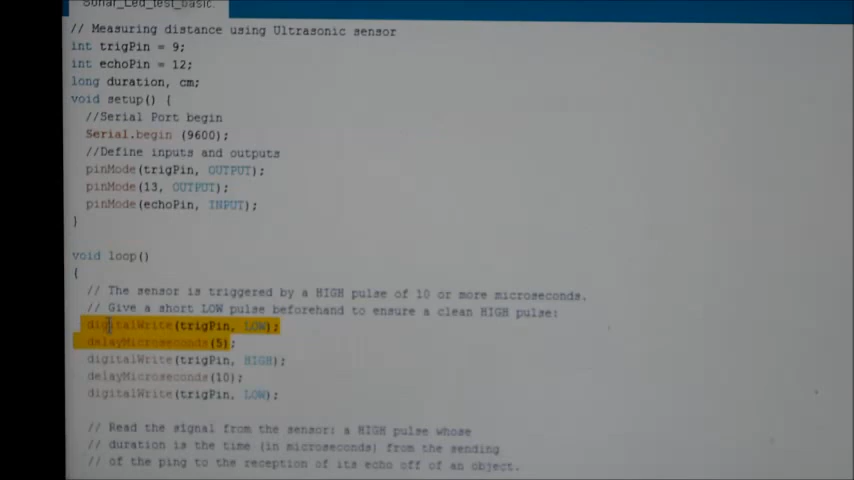 Sonar_Led_test_basic.
// Measuring distance using Ultrasonic sensor
int trigPin = 9;
int echoPin = 12;
long duration, cm;
void setup() {
//Serial Port begin
Serial.begin (9600);
//Define inputs and outputs
pinMode(trigPin, OUTPUT);
pinMode(13, OUTPUT);
pinMode(echoPin, INPUT);
}
void loop()
{
// The sensor is triggered by a HIGH pulse of 10 or more microseconds.
// Give a short LOW pulse beforehand to ensure a clean HIGH pulse:
digitalWrite(trigPin, LOW);
delayMicroseconds(5);
digitalWrite(trigPin, HIGH);
delayMicroseconds(10);
digitalWrite(trigPin, LOW);
// Read the signal from the sensor: a HIGH pulse whose
// duration is the time (in microseconds) from the sending
// of the ping to the reception of its echo off of an object.